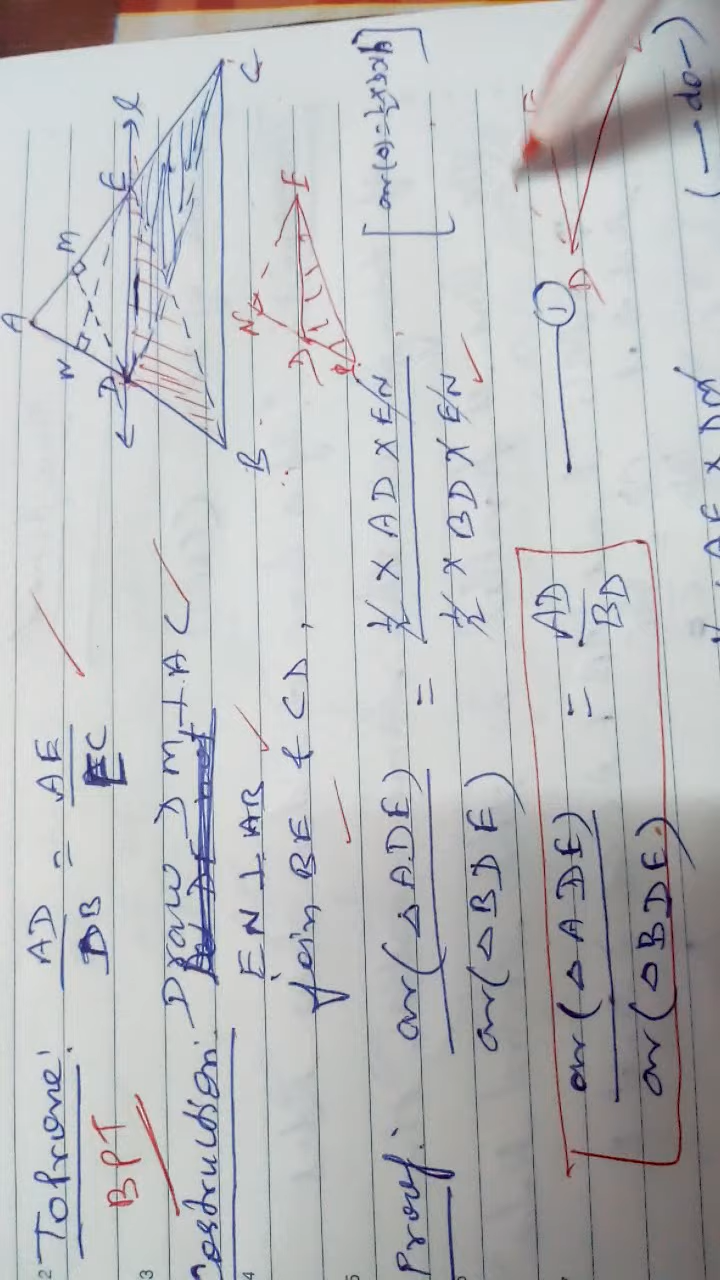 To Prove: AD/DB = AE/EC
BPT
Construction: Draw DM ⊥ AC
EN ⊥ AB
Join BE & CD,
Proof: ar(△ADE)/ar(△BDE) = ½ × AD × EN / ½ × BD × EN [ar(△) = ½ × b × h]
ar(△ADE)/ar(△BDE) = AD/BD — ①
AE × DM (— do —)
A
N
M
D
E
l
B
C
N
D
E
B
D
E